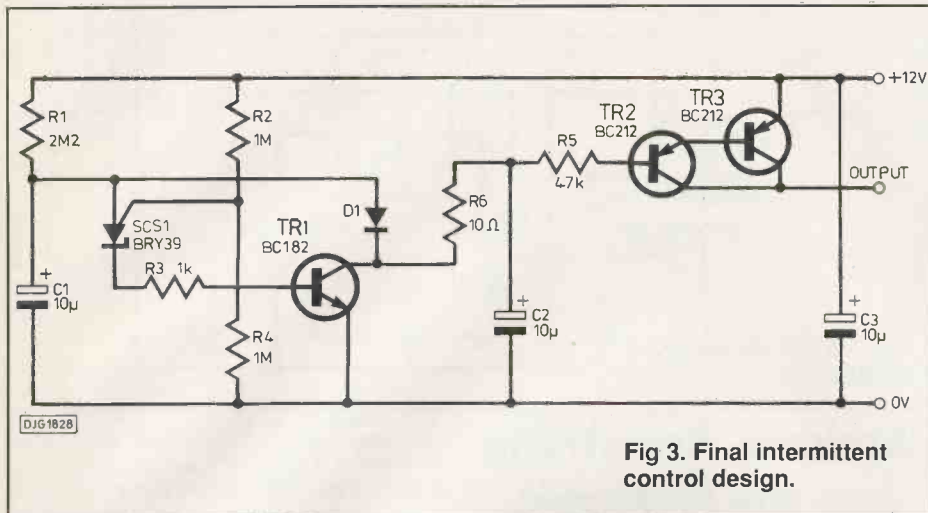 R1
2M2
R2
1M
SCS1
BRY39
R3 1k
TR1
BC182
D1
R6
10Ω
R5
47k
TR2
BC212
TR3
BC212
+12V
OUTPUT
+
C1
10µ
R4
1M
+
C2
10µ
+
C3
10µ
0V
DJG1828
Fig 3. Final intermittent
control design.